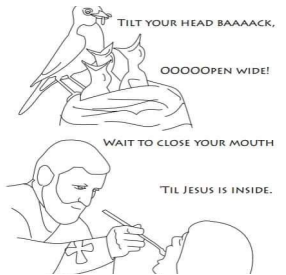 Tilt your head baaaack,
OOOOOpen wide!
Wait to close your mouth
'Til Jesus is inside.